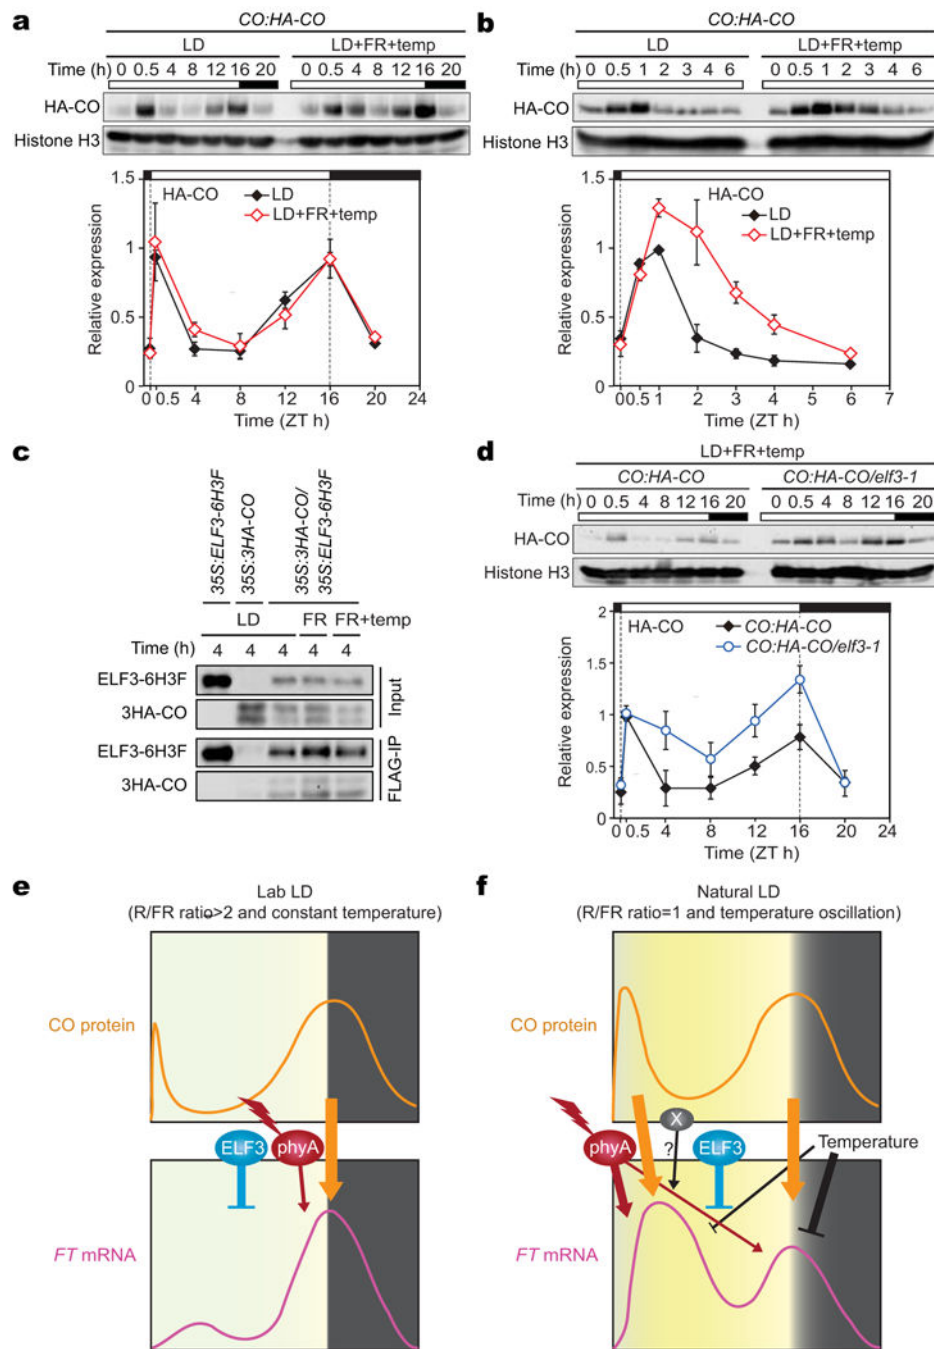 a
CO:HA-CO
LD LD+FR+temp
Time (h) 0 0.5 4 8 12 16 20 0 0.5 4 8 12 16 20
HA-CO
Histone H3
1.5
1
0.5
0
Relative expression
HA-CO
LD
LD+FR+temp
0 0.5 4 8 12 16 20 24
Time (ZT h)
b
CO:HA-CO
LD LD+FR+temp
Time (h) 0 0.5 1 2 3 4 6 0 0.5 1 2 3 4 6
HA-CO
Histone H3
1.5
1
0.5
0
Relative expression
HA-CO
LD
LD+FR+temp
0 0.5 1 2 3 4 5 6 7
Time (ZT h)
c
35S:ELF3-6H3F
35S:3HA-CO
35S:3HA-CO/
35S:ELF3-6H3F
LD FR FR+temp
Time (h) 4 4 4 4 4
ELF3-6H3F
3HA-CO
Input
ELF3-6H3F
3HA-CO
FLAG-IP
d
LD+FR+temp
CO:HA-CO CO:HA-CO/elf3-1
Time (h) 0 0.5 4 8 12 16 20 0 0.5 4 8 12 16 20
HA-CO
Histone H3
2
1.5
1
0.5
0
Relative expression
HA-CO
CO:HA-CO
CO:HA-CO/elf3-1
0 0.5 4 8 12 16 20 24
Time (ZT h)
e
Lab LD
(R/FR ratio>2 and constant temperature)
CO protein
ELF3
phyA
FT mRNA
f
Natural LD
(R/FR ratio=1 and temperature oscillation)
CO protein
X
?
phyA
ELF3
Temperature
FT mRNA